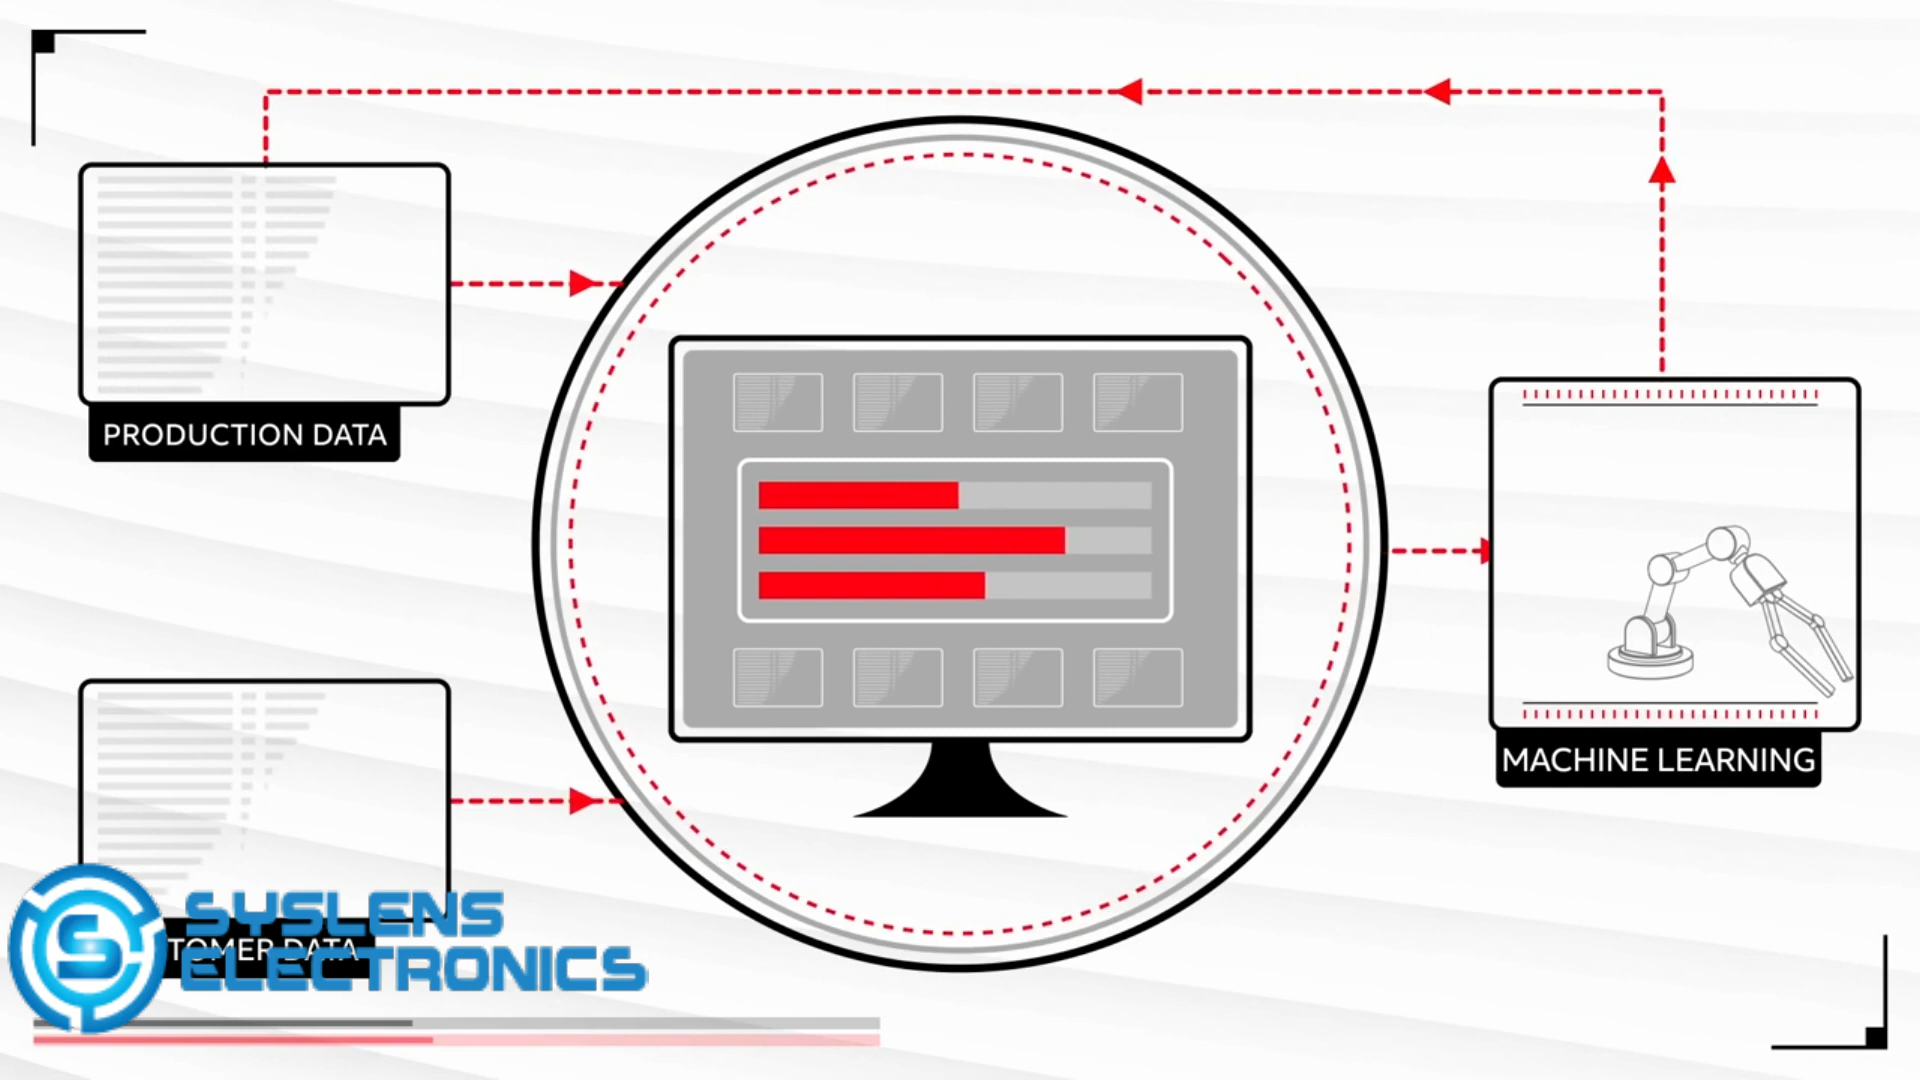 PRODUCTION DATA
MACHINE LEARNING
SYSLENS
TOMER DATA
ELECTRONICS